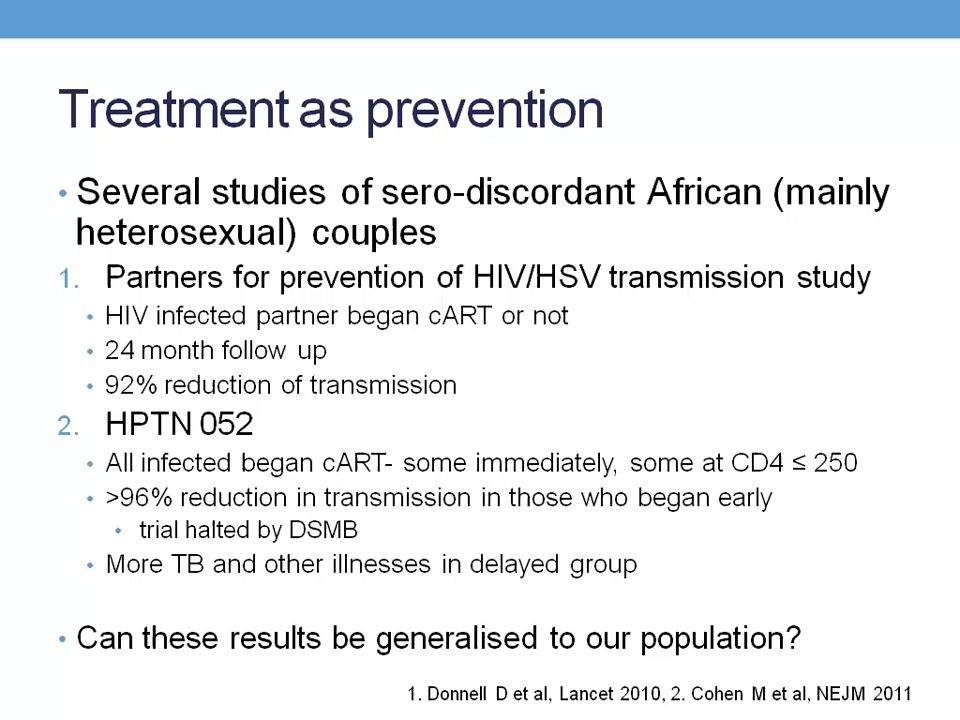 Treatment as prevention
• Several studies of sero-discordant African (mainly
heterosexual) couples
1. Partners for prevention of HIV/HSV transmission study
• HIV infected partner began cART or not
• 24 month follow up
• 92% reduction of transmission
2. HPTN 052
• All infected began cART- some immediately, some at CD4 ≤ 250
• >96% reduction in transmission in those who began early
• trial halted by DSMB
• More TB and other illnesses in delayed group
• Can these results be generalised to our population?
1. Donnell D et al, Lancet 2010, 2. Cohen M et al, NEJM 2011